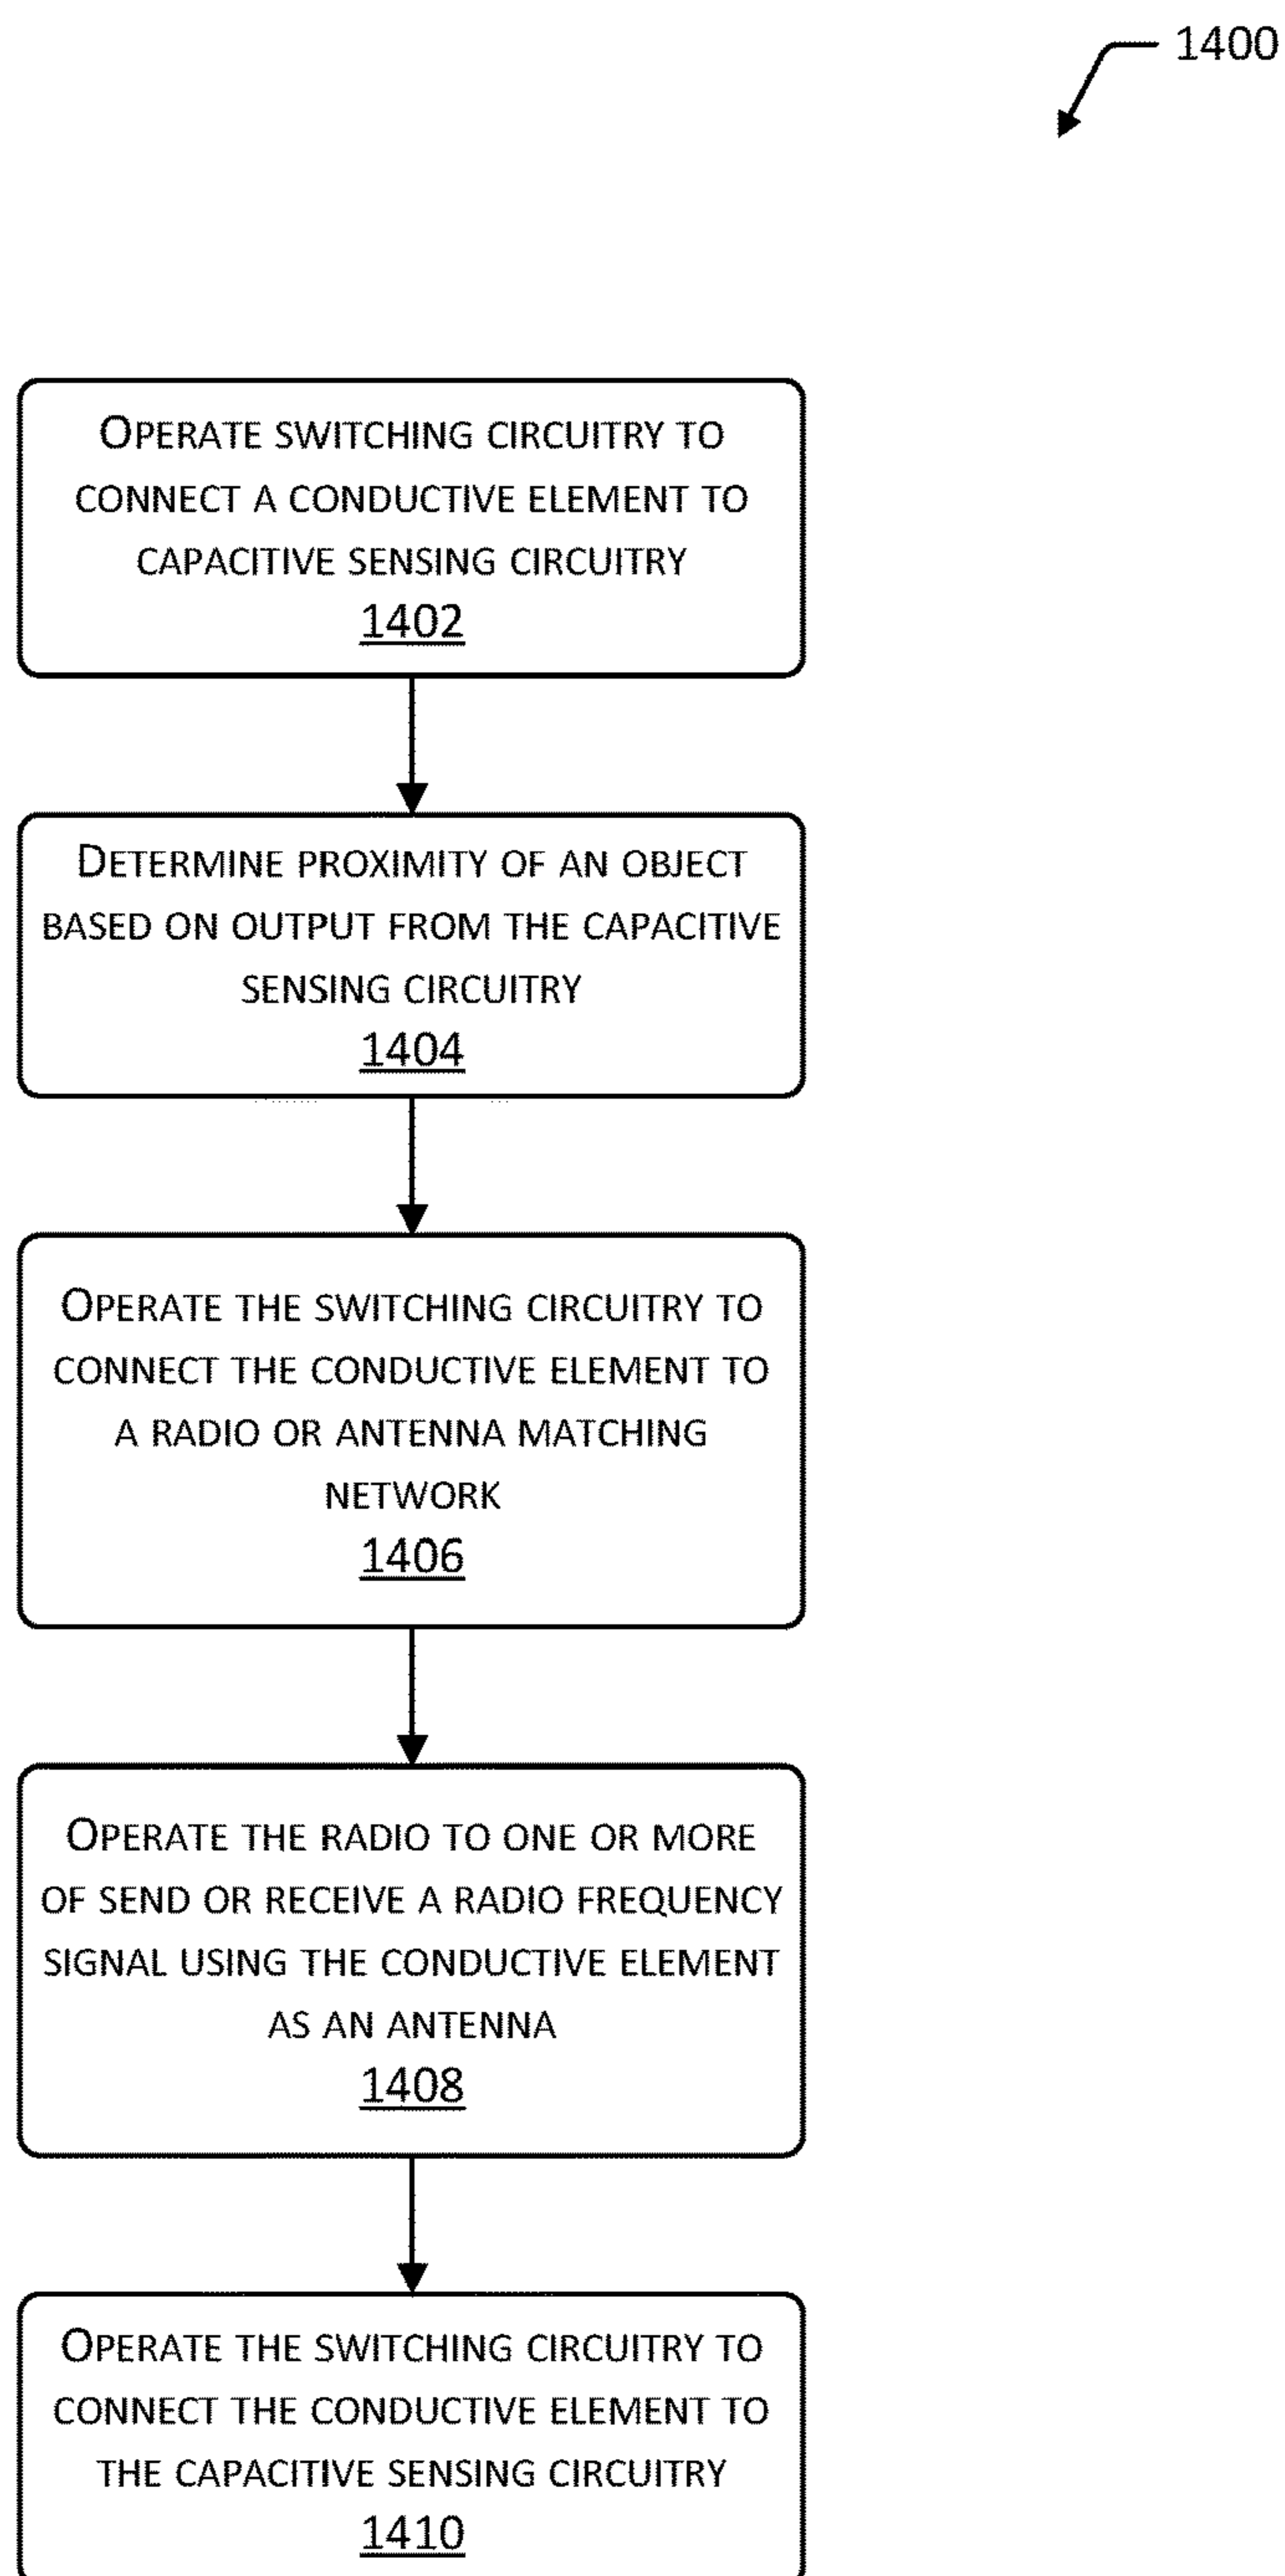 1400
OPERATE SWITCHING CIRCUITRY TO
CONNECT A CONDUCTIVE ELEMENT TO
CAPACITIVE SENSING CIRCUITRY
1402
DETERMINE PROXIMITY OF AN OBJECT
BASED ON OUTPUT FROM THE CAPACITIVE
SENSING CIRCUITRY
1404
OPERATE THE SWITCHING CIRCUITRY TO
CONNECT THE CONDUCTIVE ELEMENT TO
A RADIO OR ANTENNA MATCHING
NETWORK
1406
OPERATE THE RADIO TO ONE OR MORE
OF SEND OR RECEIVE A RADIO FREQUENCY
SIGNAL USING THE CONDUCTIVE ELEMENT
AS AN ANTENNA
1408
OPERATE THE SWITCHING CIRCUITRY TO
CONNECT THE CONDUCTIVE ELEMENT TO
THE CAPACITIVE SENSING CIRCUITRY
1410